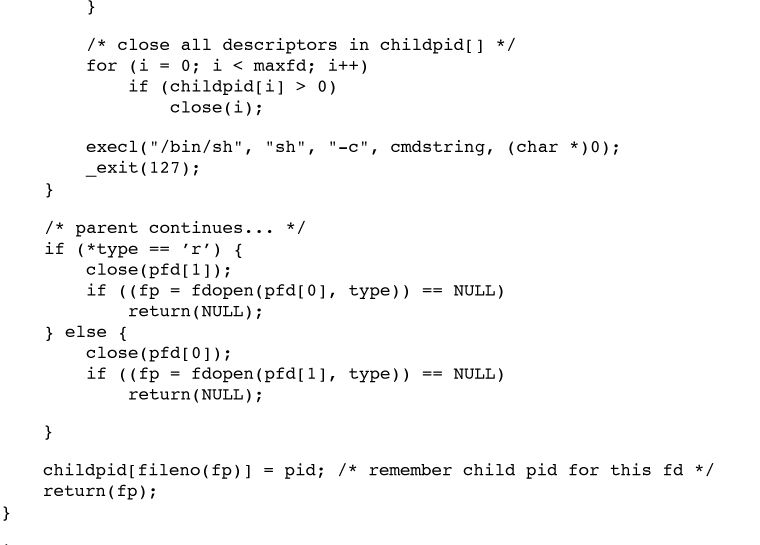 }
/* close all descriptors in childpid[] */
for (i = 0; i < maxfd; i++)
if (childpid[i] > 0)
close(i);
execl("/bin/sh", "sh", "-c", cmdstring, (char *)0);
_exit(127);
}
/* parent continues... */
if (*type == ’r’) {
close(pfd[1]);
if ((fp = fdopen(pfd[0], type)) == NULL)
return(NULL);
} else {
close(pfd[0]);
if ((fp = fdopen(pfd[1], type)) == NULL)
return(NULL);
}
childpid[fileno(fp)] = pid; /* remember child pid for this fd */
return(fp);
}